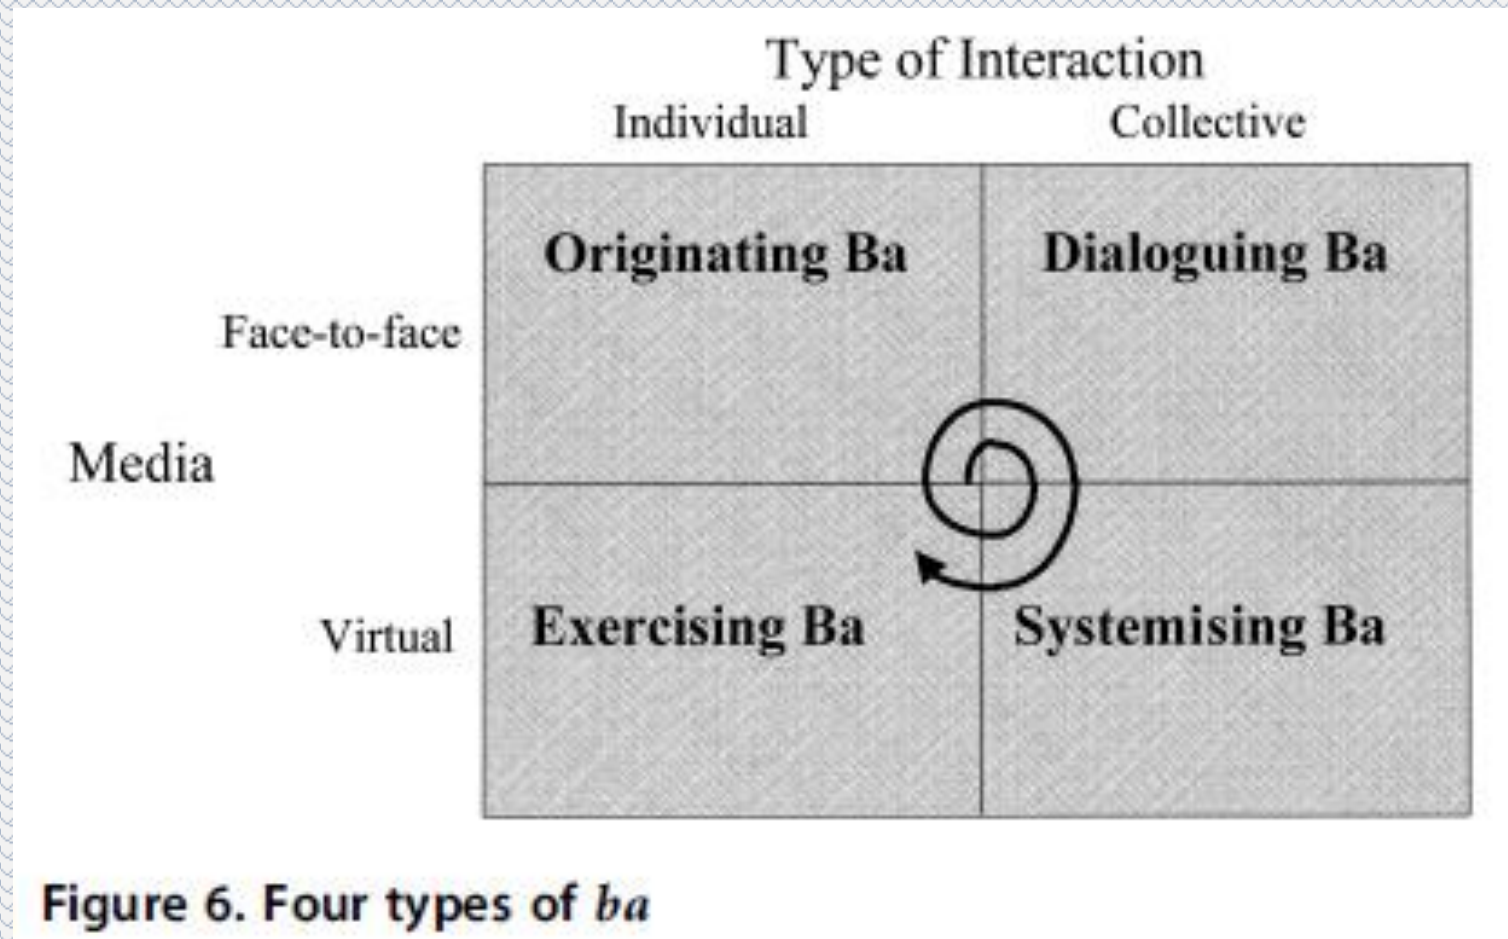 Type of Interaction
Individual Collective
Originating Ba Dialoguing Ba
Face-to-face
Media
Virtual Exercising Ba Systemising Ba
Figure 6. Four types of ba